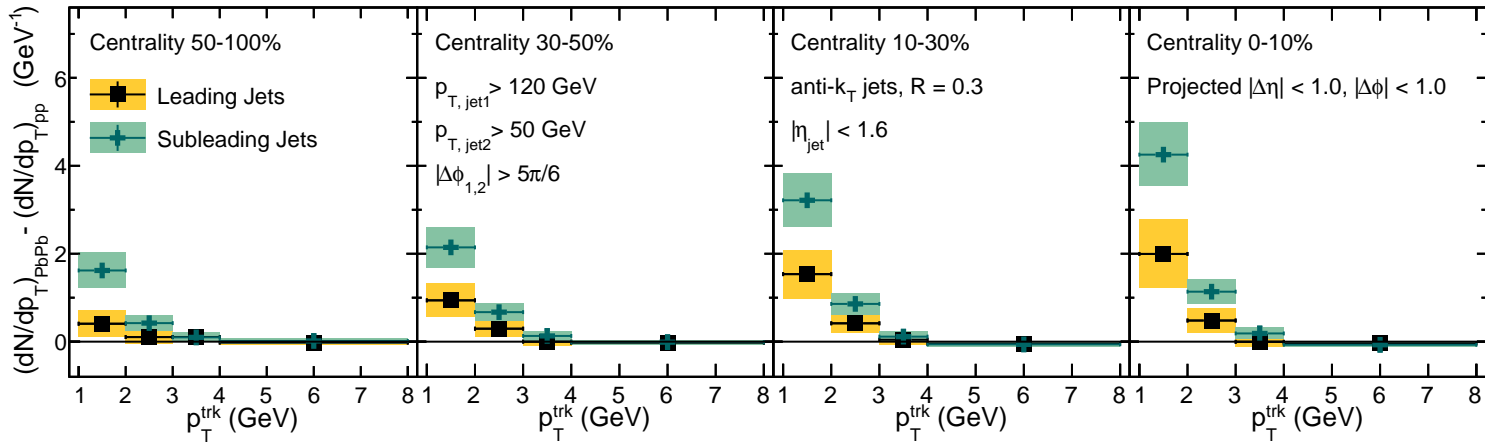 (dN/dp_T)_PbPb - (dN/dp_T)_pp (GeV^-1)
0
2
4
6
Centrality 50-100%
Leading Jets
Subleading Jets
1 2 3 4 5 6 7 8
p_T^trk (GeV)
Centrality 30-50%
p_T, jet1 > 120 GeV
p_T, jet2 > 50 GeV
|Δϕ_1,2| > 5π/6
1 2 3 4 5 6 7 8
p_T^trk (GeV)
Centrality 10-30%
anti-k_T jets, R = 0.3
|η_jet| < 1.6
1 2 3 4 5 6 7 8
p_T^trk (GeV)
Centrality 0-10%
Projected |Δη| < 1.0, |Δϕ| < 1.0
1 2 3 4 5 6 7 8
p_T^trk (GeV)